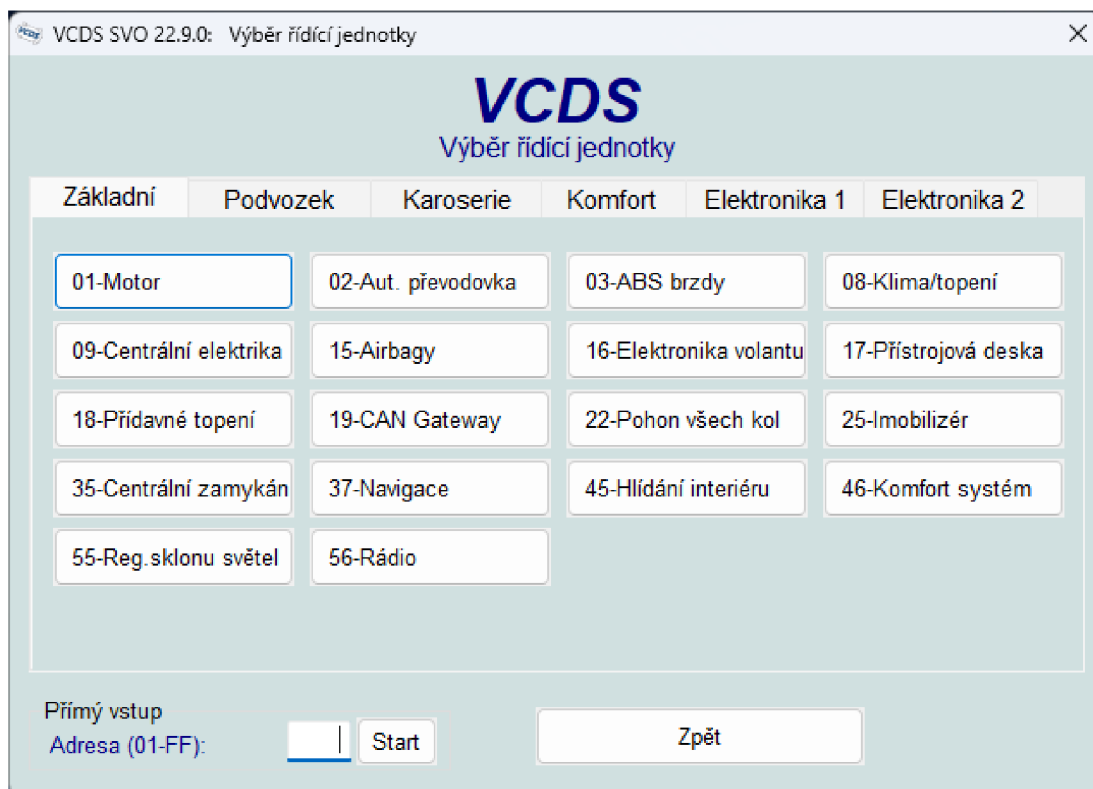 VCDS SVO 22.9.0: Výběr řídící jednotky
VCDS
Výběr řídící jednotky
Základní Podvozek Karoserie Komfort Elektronika 1 Elektronika 2
01-Motor 02-Aut. převodovka 03-ABS brzdy 08-Klima/topení
09-Centrální elektrika 15-Airbagy 16-Elektronika volantu 17-Přístrojová deska
18-Přídavné topení 19-CAN Gateway 22-Pohon všech kol 25-Imobilizér
35-Centrální zamykán 37-Navigace 45-Hlídání interiéru 46-Komfort systém
55-Reg.sklonu světel 56-Rádio
Přímý vstup
Adresa (01-FF): Start Zpět